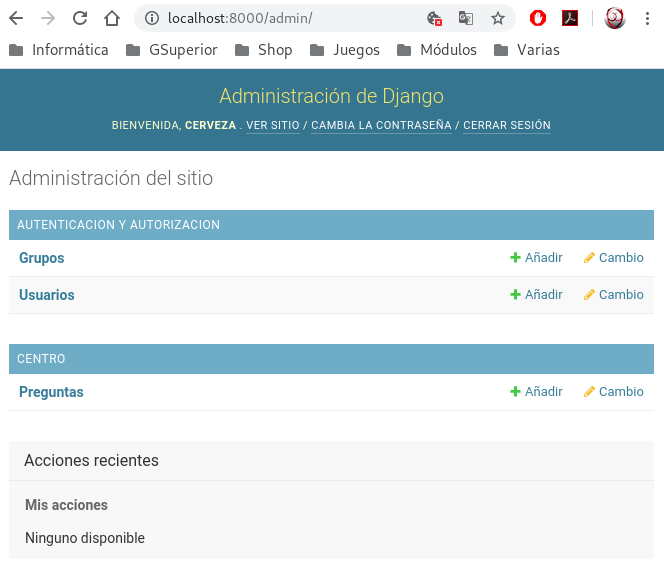 localhost:8000/admin/
Informática GSuperior Shop Juegos Módulos Varias
Administración de Django
BIENVENIDA, CERVEZA . VER SITIO / CAMBIA LA CONTRASEÑA / CERRAR SESIÓN
Administración del sitio
AUTENTICACION Y AUTORIZACION
Grupos Añadir Cambio
Usuarios Añadir Cambio
CENTRO
Preguntas Añadir Cambio
Acciones recientes
Mis acciones
Ninguno disponible